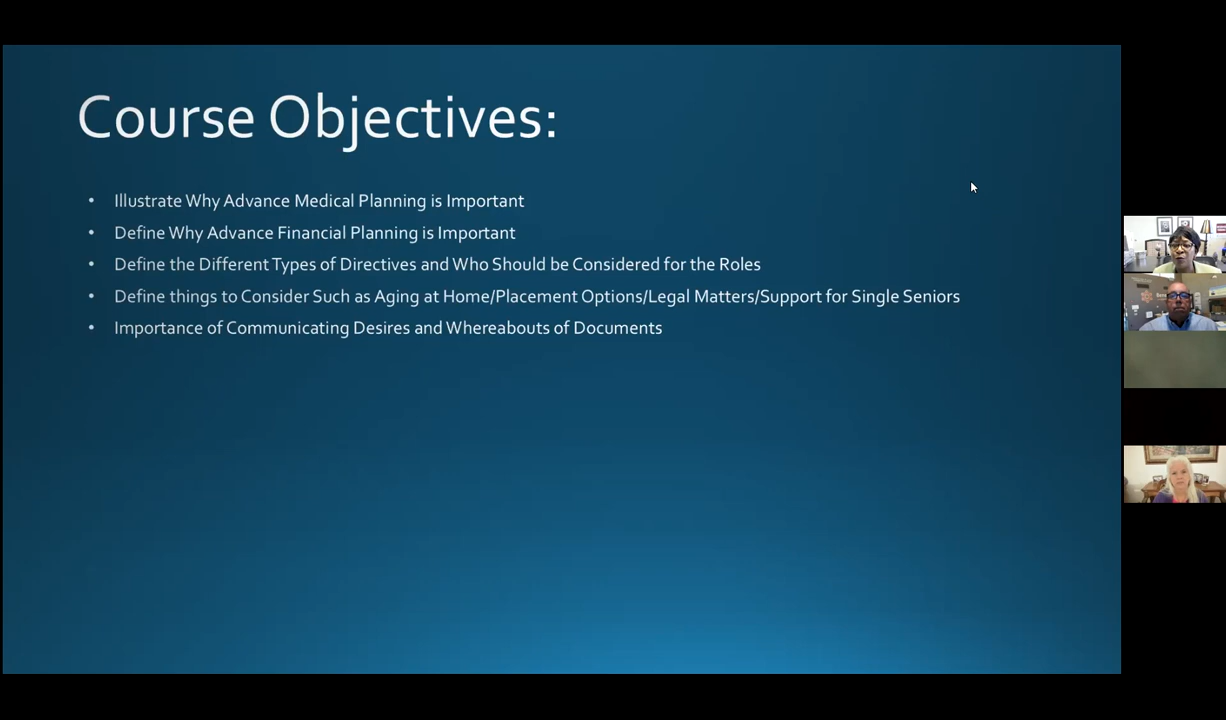 Course Objectives:
• Illustrate Why Advance Medical Planning is Important
• Define Why Advance Financial Planning is Important
• Define the Different Types of Directives and Who Should be Considered for the Roles
• Define things to Consider Such as Aging at Home/Placement Options/Legal Matters/Support for Single Seniors
• Importance of Communicating Desires and Whereabouts of Documents